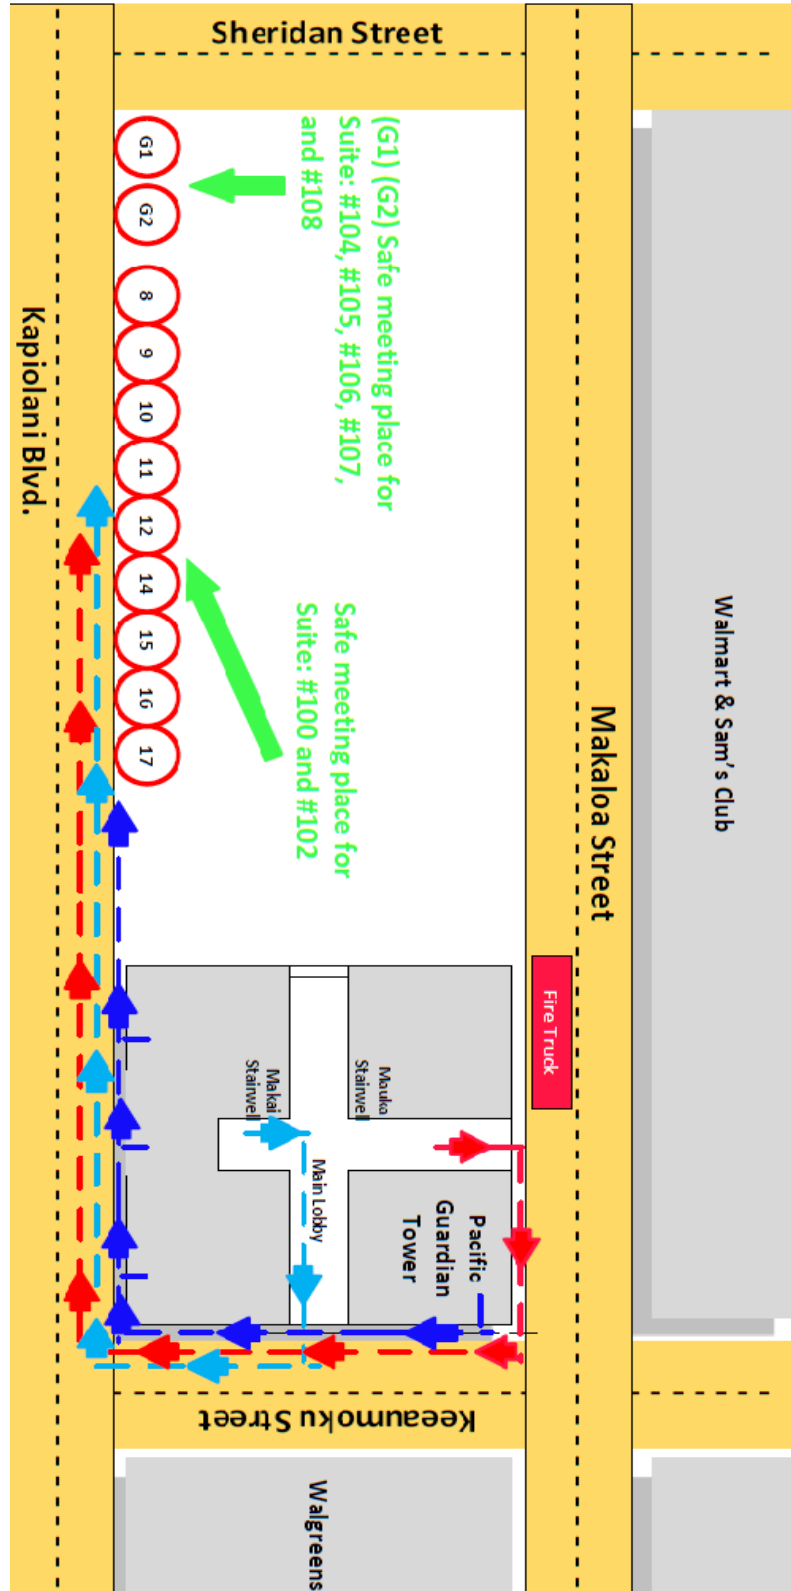 Sheridan Street
G1
G2
8
9
10
11
12
14
15
16
17
(G1) (G2) Safe meeting place for
Suite: #104, #105, #106, #107,
and #108
Safe meeting place for
Suite: #100 and #102
Kapiolani Blvd.
Makaloa Street
Walmart & Sam's Club
Fire Truck
Mauka
Stairwell
Makai
Stairwell
Main Lobby
Pacific
Guardian
Tower
Keeaumoku Street
Walgreens